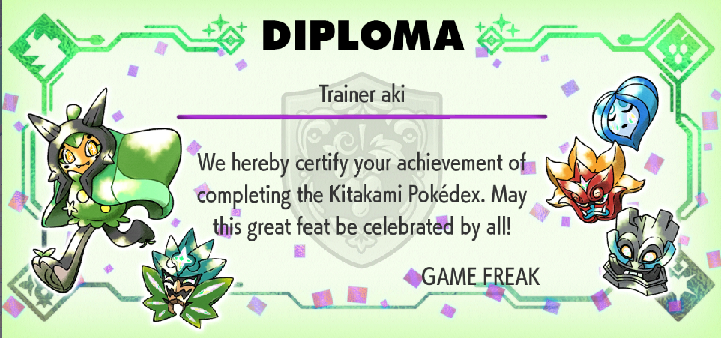 DIPLOMA
Trainer aki
We hereby certify your achievement of
completing the Kitakami Pokédex. May
this great feat be celebrated by all!
GAME FREAK